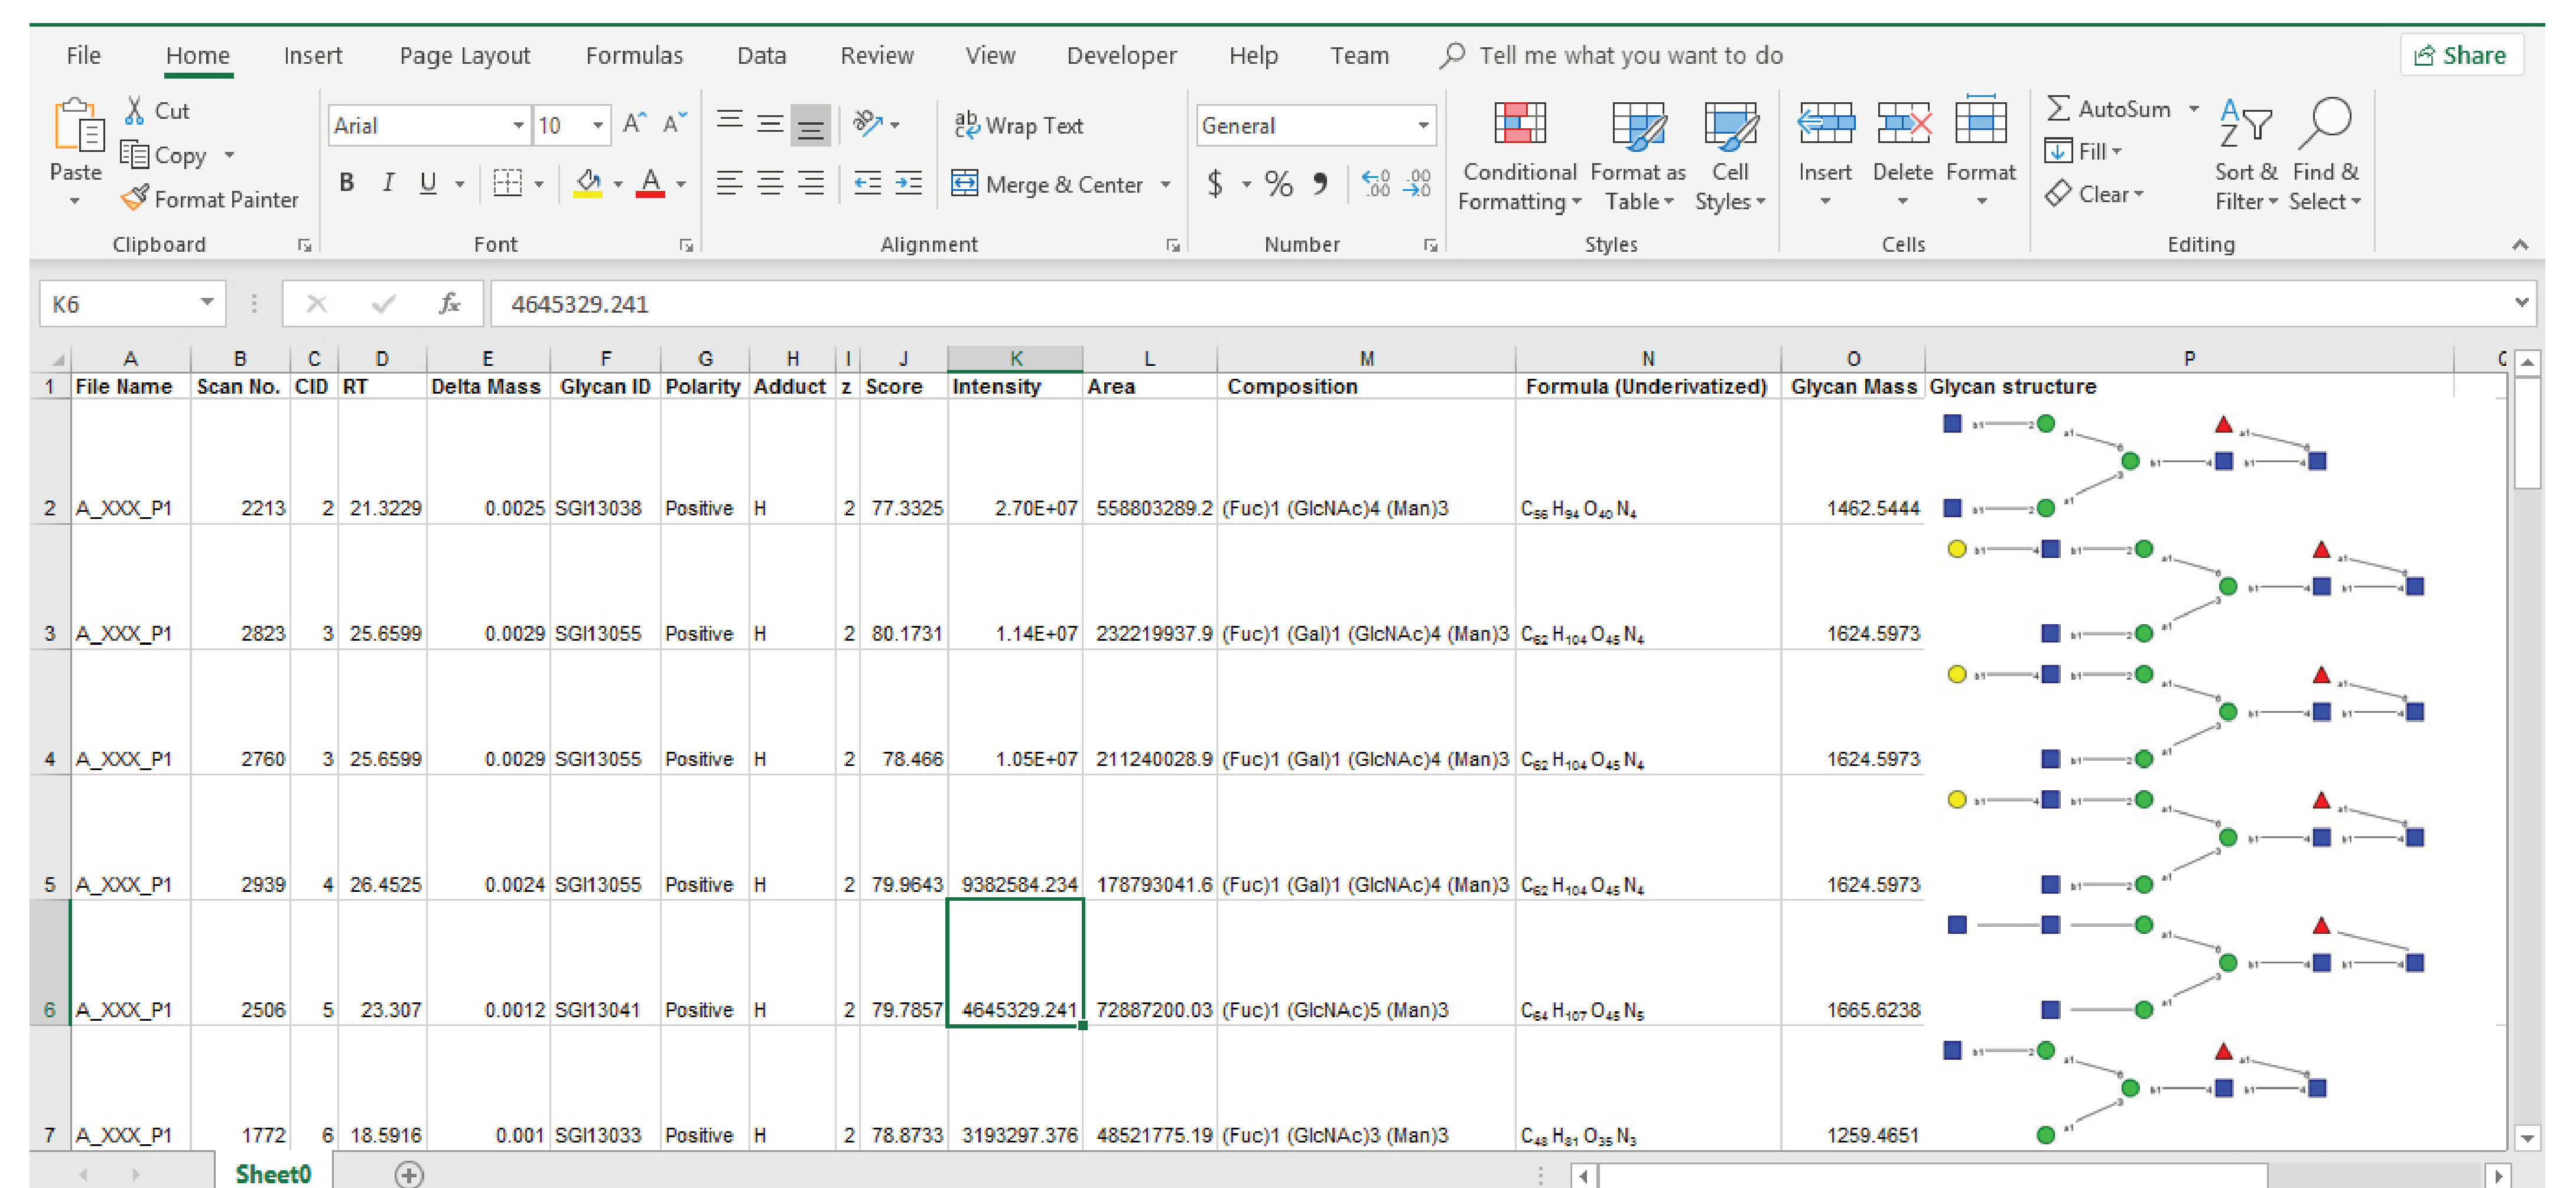 File Home Insert Page Layout Formulas Data Review View Developer Help Team Tell me what you want to do Share
Paste Cut Copy Format Painter Clipboard
Arial 10 A A B I U A Font
ab Wrap Text Merge & Center Alignment
General $ % , .00 .0 Number
Conditional Formatting Format as Table Cell Styles Styles
Insert Delete Format Cells
AutoSum Fill Clear Sort & Filter Find & Select Editing
K6 fx 4645329.241
A B C D E F G H I J K L M N O P
1 File Name Scan No. CID RT Delta Mass Glycan ID Polarity Adduct z Score Intensity Area Composition Formula (Underivatized) Glycan Mass Glycan structure
2 A_XXX_P1 2213 2 21.3229 0.0025 SGI13038 Positive H 2 77.3325 2.70E+07 558803289.2 (Fuc)1 (GlcNAc)4 (Man)3 C₅₆ H₉₄ O₄₀ N₄ 1462.5444
3 A_XXX_P1 2823 3 25.6599 0.0029 SGI13055 Positive H 2 80.1731 1.14E+07 232219937.9 (Fuc)1 (Gal)1 (GlcNAc)4 (Man)3 C₆₂ H₁₀₄ O₄₅ N₄ 1624.5973
4 A_XXX_P1 2760 3 25.6599 0.0029 SGI13055 Positive H 2 78.466 1.05E+07 211240028.9 (Fuc)1 (Gal)1 (GlcNAc)4 (Man)3 C₆₂ H₁₀₄ O₄₅ N₄ 1624.5973
5 A_XXX_P1 2939 4 26.4525 0.0024 SGI13055 Positive H 2 79.9643 9382584.234 178793041.6 (Fuc)1 (Gal)1 (GlcNAc)4 (Man)3 C₆₂ H₁₀₄ O₄₅ N₄ 1624.5973
6 A_XXX_P1 2506 5 23.307 0.0012 SGI13041 Positive H 2 79.7857 4645329.241 72887200.03 (Fuc)1 (GlcNAc)5 (Man)3 C₆₄ H₁₀₇ O₄₅ N₅ 1665.6238
7 A_XXX_P1 1772 6 18.5916 0.001 SGI13033 Positive H 2 78.8733 3193297.376 48521775.19 (Fuc)1 (GlcNAc)3 (Man)3 C₄₈ H₈₁ O₃₅ N₃ 1259.4651
Sheet0